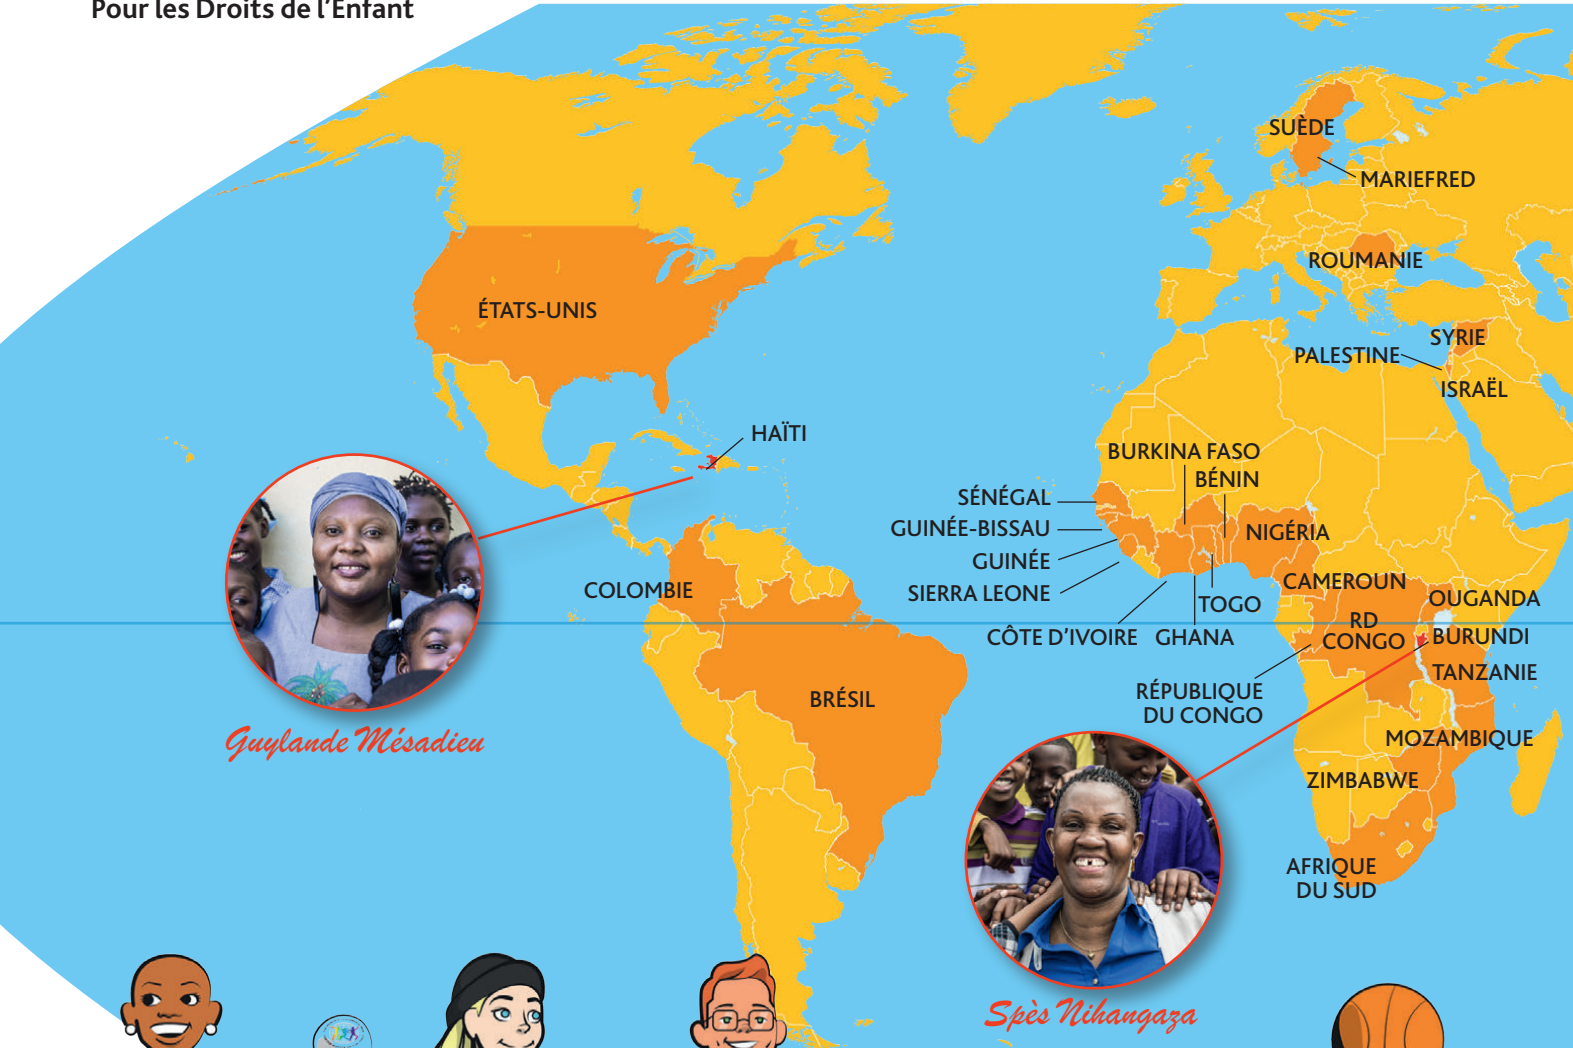 Pour les Droits de l'Enfant
SUÈDE
MARIEFRED
ROUMANIE
ÉTATS-UNIS
SYRIE
PALESTINE
ISRAËL
HAÏTI
BURKINA FASO
BÉNIN
SÉNÉGAL
GUINÉE-BISSAU
NIGÉRIA
GUINÉE
CAMEROUN
COLOMBIE
SIERRA LEONE
OUGANDA
TOGO
RD
CONGO
CÔTE D'IVOIRE
GHANA
BURUNDI
TANZANIE
RÉPUBLIQUE
DU CONGO
BRÉSIL
MOZAMBIQUE
Guylande Mésadieu
ZIMBABWE
AFRIQUE
DU SUD
Spès Nihangaza